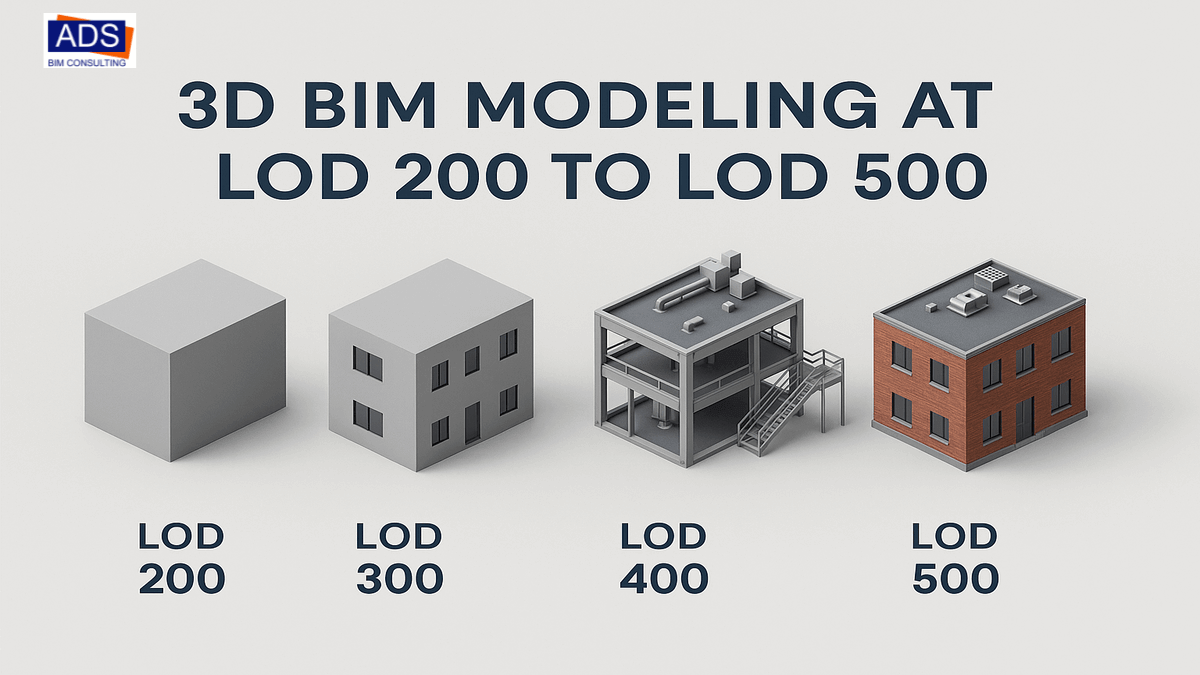 ADS
BIM CONSULTING
3D BIM MODELING AT
LOD 200 TO LOD 500
LOD
200
LOD
300
LOD
400
LOD
500